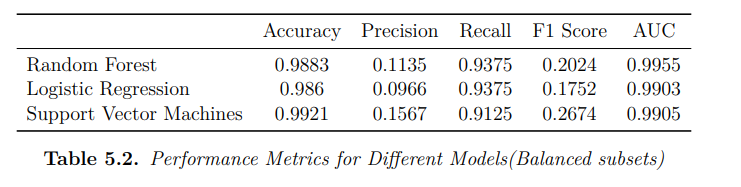 Accuracy Precision Recall F1 Score AUC
Random Forest 0.9883 0.1135 0.9375 0.2024 0.9955
Logistic Regression 0.986 0.0966 0.9375 0.1752 0.9903
Support Vector Machines 0.9921 0.1567 0.9125 0.2674 0.9905
Table 5.2. Performance Metrics for Different Models(Balanced subsets)